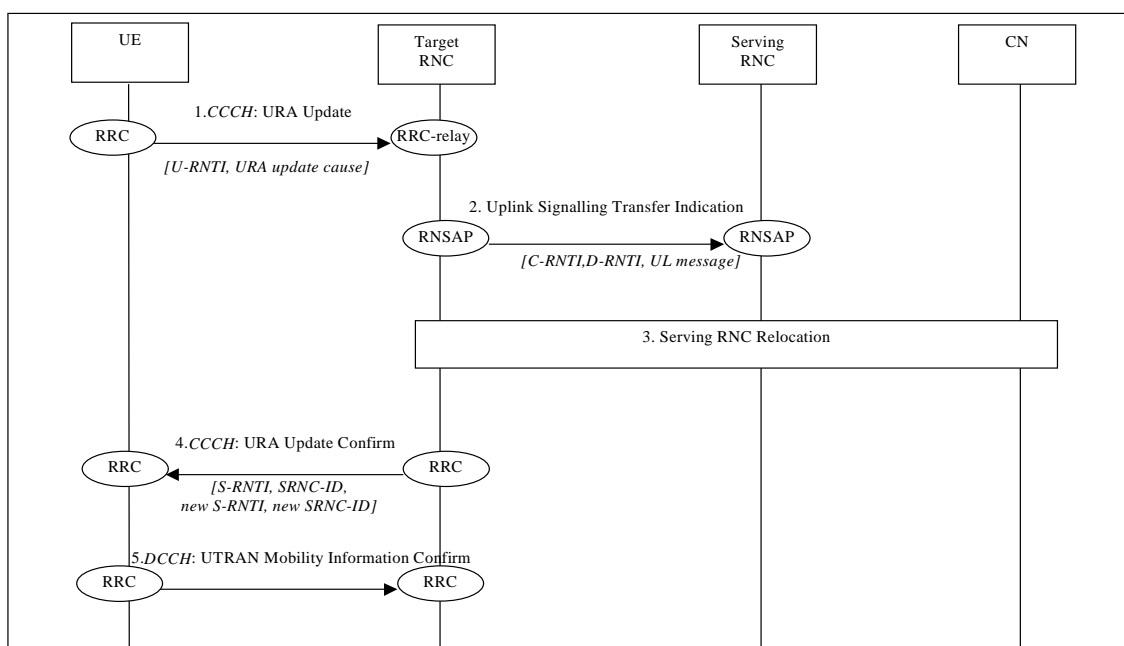 UE
Target
RNC
Serving
RNC
CN
1.CCCH: URA Update
RRC
RRC-relay
[U-RNTI, URA update cause]
2. Uplink Signalling Transfer Indication
RNSAP
RNSAP
[C-RNTI,D-RNTI, UL message]
3. Serving RNC Relocation
4.CCCH: URA Update Confirm
RRC
RRC
[S-RNTI, SRNC-ID,
new S-RNTI, new SRNC-ID]
5.DCCH: UTRAN Mobility Information Confirm
RRC
RRC